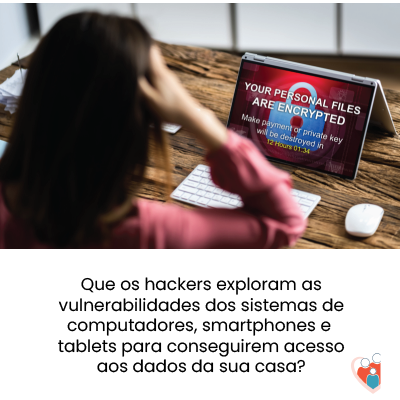 YOUR PERSONAL FILES
ARE ENCRYPTED
Make payment or private key
will be destroyed in
12 Hours 01:34
Que os hackers exploram as
vulnerabilidades dos sistemas de
computadores, smartphones e
tablets para conseguirem acesso
aos dados da sua casa?